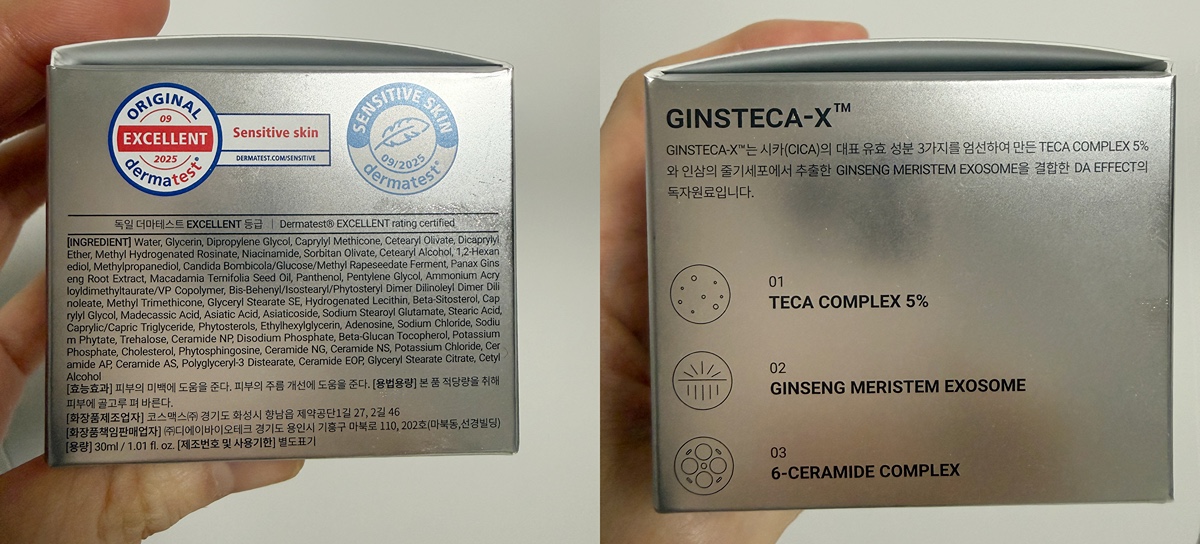 ORIGINAL
09
EXCELLENT
2025
dermatest®
Sensitive skin
DERMATEST.COM/SENSITIVE
SENSITIVE SKIN
09/2025
dermatest®
독일 더마테스트 EXCELLENT 등급 | Dermatest® EXCELLENT rating certified
[INGREDIENT] Water, Glycerin, Dipropylene Glycol, Caprylyl Methicone, Cetearyl Olivate, Dicaprylyl
Ether, Methyl Hydrogenated Rosinate, Niacinamide, Sorbitan Olivate, Cetearyl Alcohol, 1,2-Hexan
ediol, Methylpropanediol, Candida Bombicola/Glucose/Methyl Rapeseedate Ferment, Panax Gins
eng Root Extract, Macadamia Ternifolia Seed Oil, Panthenol, Pentylene Glycol, Ammonium Acry
loyldimethyltaurate/VP Copolymer, Bis-Behenyl/Isostearyl/Phytosteryl Dimer Dilinoleyl Dimer Dili
noleate, Methyl Trimethicone, Glyceryl Stearate SE, Hydrogenated Lecithin, Beta-Sitosterol, Cap
rylyl Glycol, Madecassic Acid, Asiatic Acid, Asiaticoside, Sodium Stearoyl Glutamate, Stearic Acid,
Caprylic/Capric Triglyceride, Phytosterols, Ethylhexylglycerin, Adenosine, Sodium Chloride, Sodiu
m Phytate, Trehalose, Ceramide NP, Disodium Phosphate, Beta-Glucan Tocopherol, Potassium
Phosphate, Cholesterol, Phytosphingosine, Ceramide NG, Ceramide NS, Potassium Chloride, Cer
amide AP, Ceramide AS, Polyglyceryl-3 Distearate, Ceramide EOP, Glyceryl Stearate Citrate, Cetyl
Alcohol
[효능효과] 피부의 미백에 도움을 준다. 피부의 주름 개선에 도움을 준다. [용법용량] 본 품 적당량을 취해
피부에 골고루 펴 바른다.
[화장품제조업자] 코스맥스㈜ 경기도 화성시 향남읍 제약공단1길 27, 2길 46
[화장품책임판매업자] ㈜디에이바이오테크 경기도 용인시 기흥구 마북로 110, 202호(마북동,선경빌딩)
[용량] 30ml / 1.01 fl. oz. [제조번호 및 사용기한] 별도표기
GINSTECA-X™
GINSTECA-X™는 시카(CICA)의 대표 유효 성분 3가지를 엄선하여 만든 TECA COMPLEX 5%
와 인삼의 줄기세포에서 추출한 GINSENG MERISTEM EXOSOME을 결합한 DA EFFECT의
독자원료입니다.
01
TECA COMPLEX 5%
02
GINSENG MERISTEM EXOSOME
03
6-CERAMIDE COMPLEX